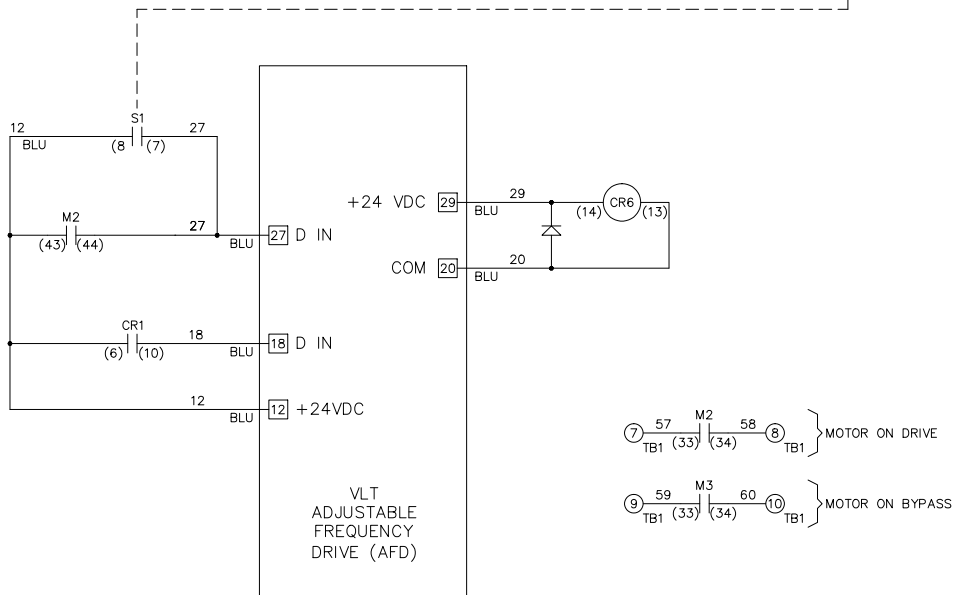 S1
12
27
BLU
(8
(7)
M2
27
(43)
(44)
BLU
27
D IN
CR1
18
(6)
(10)
BLU
18
D IN
12
BLU
12
+24VDC
+24 VDC
29
29
BLU
(14)
CR6
(13)
COM
20
20
BLU
VLT
ADJUSTABLE
FREQUENCY
DRIVE (AFD)
M2
7
57
58
8
TB1
(33)
(34)
TB1
MOTOR ON DRIVE
M3
9
59
60
10
TB1
(33)
(34)
TB1
MOTOR ON BYPASS